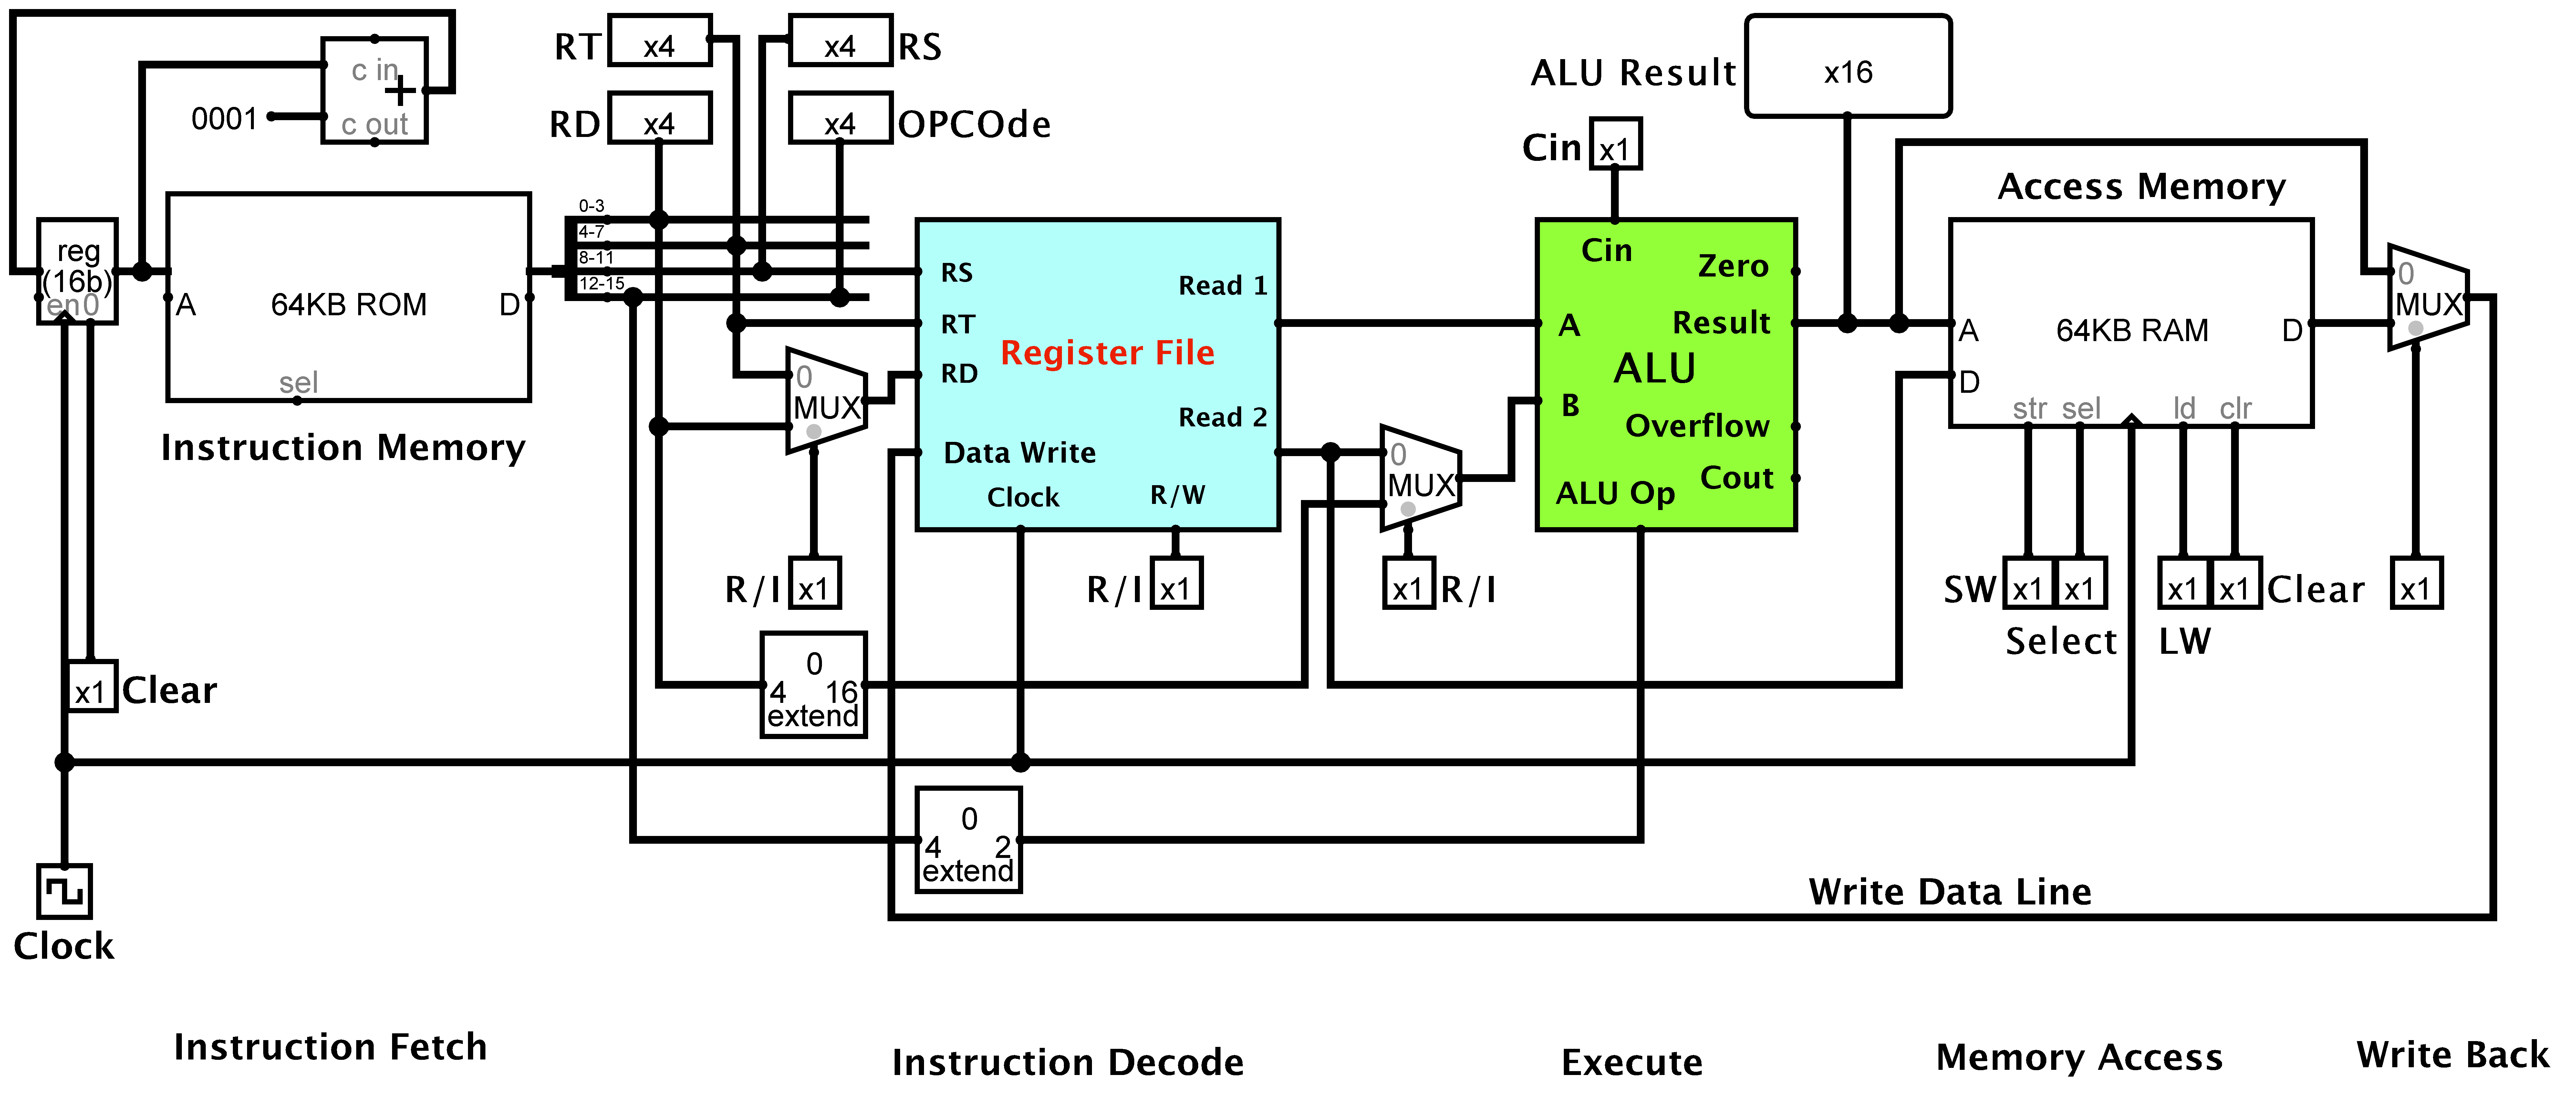 RT
x4
x4
RS
ALU Result
x16
c in
+
0001
c out
RD
x4
x4
OPCOde
Cin
x1
Access Memory
0-3
4-7
8-11
12-15
reg
(16b)
en 0
A
64KB ROM
D
sel
Instruction Memory
RS
Read 1
RT
Register File
RD
Read 2
Data Write
Clock
R/W
0
MUX
0
MUX
Cin
Zero
A
Result
ALU
B
Overflow
Cout
ALU Op
A
64KB RAM
D
D
str
sel
ld
clr
0
MUX
R/I
x1
R/I
x1
x1
R/I
SW
x1
x1
x1
x1
Clear
x1
Select
LW
x1
Clear
0
4
16
extend
0
4
2
extend
Write Data Line
Clock
Instruction Fetch
Instruction Decode
Execute
Memory Access
Write Back